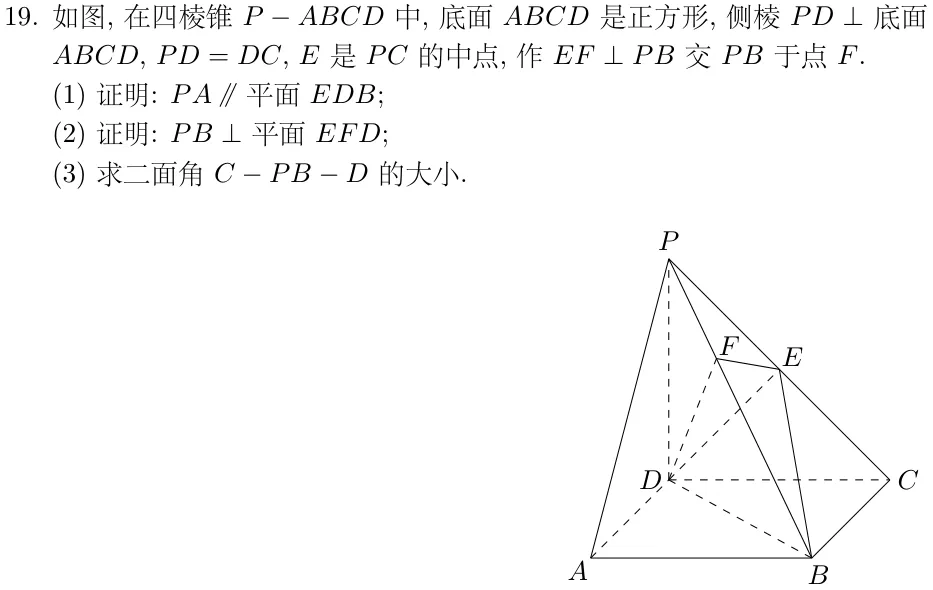 19. 如图, 在四棱锥 P − ABCD 中, 底面 ABCD 是正方形, 侧棱 PD ⊥ 底面
ABCD, PD = DC, E 是 PC 的中点, 作 EF ⊥ PB 交 PB 于点 F.
(1) 证明: PA ∥ 平面 EDB;
(2) 证明: PB ⊥ 平面 EFD;
(3) 求二面角 C − PB − D 的大小.
P
F E
D C
A B